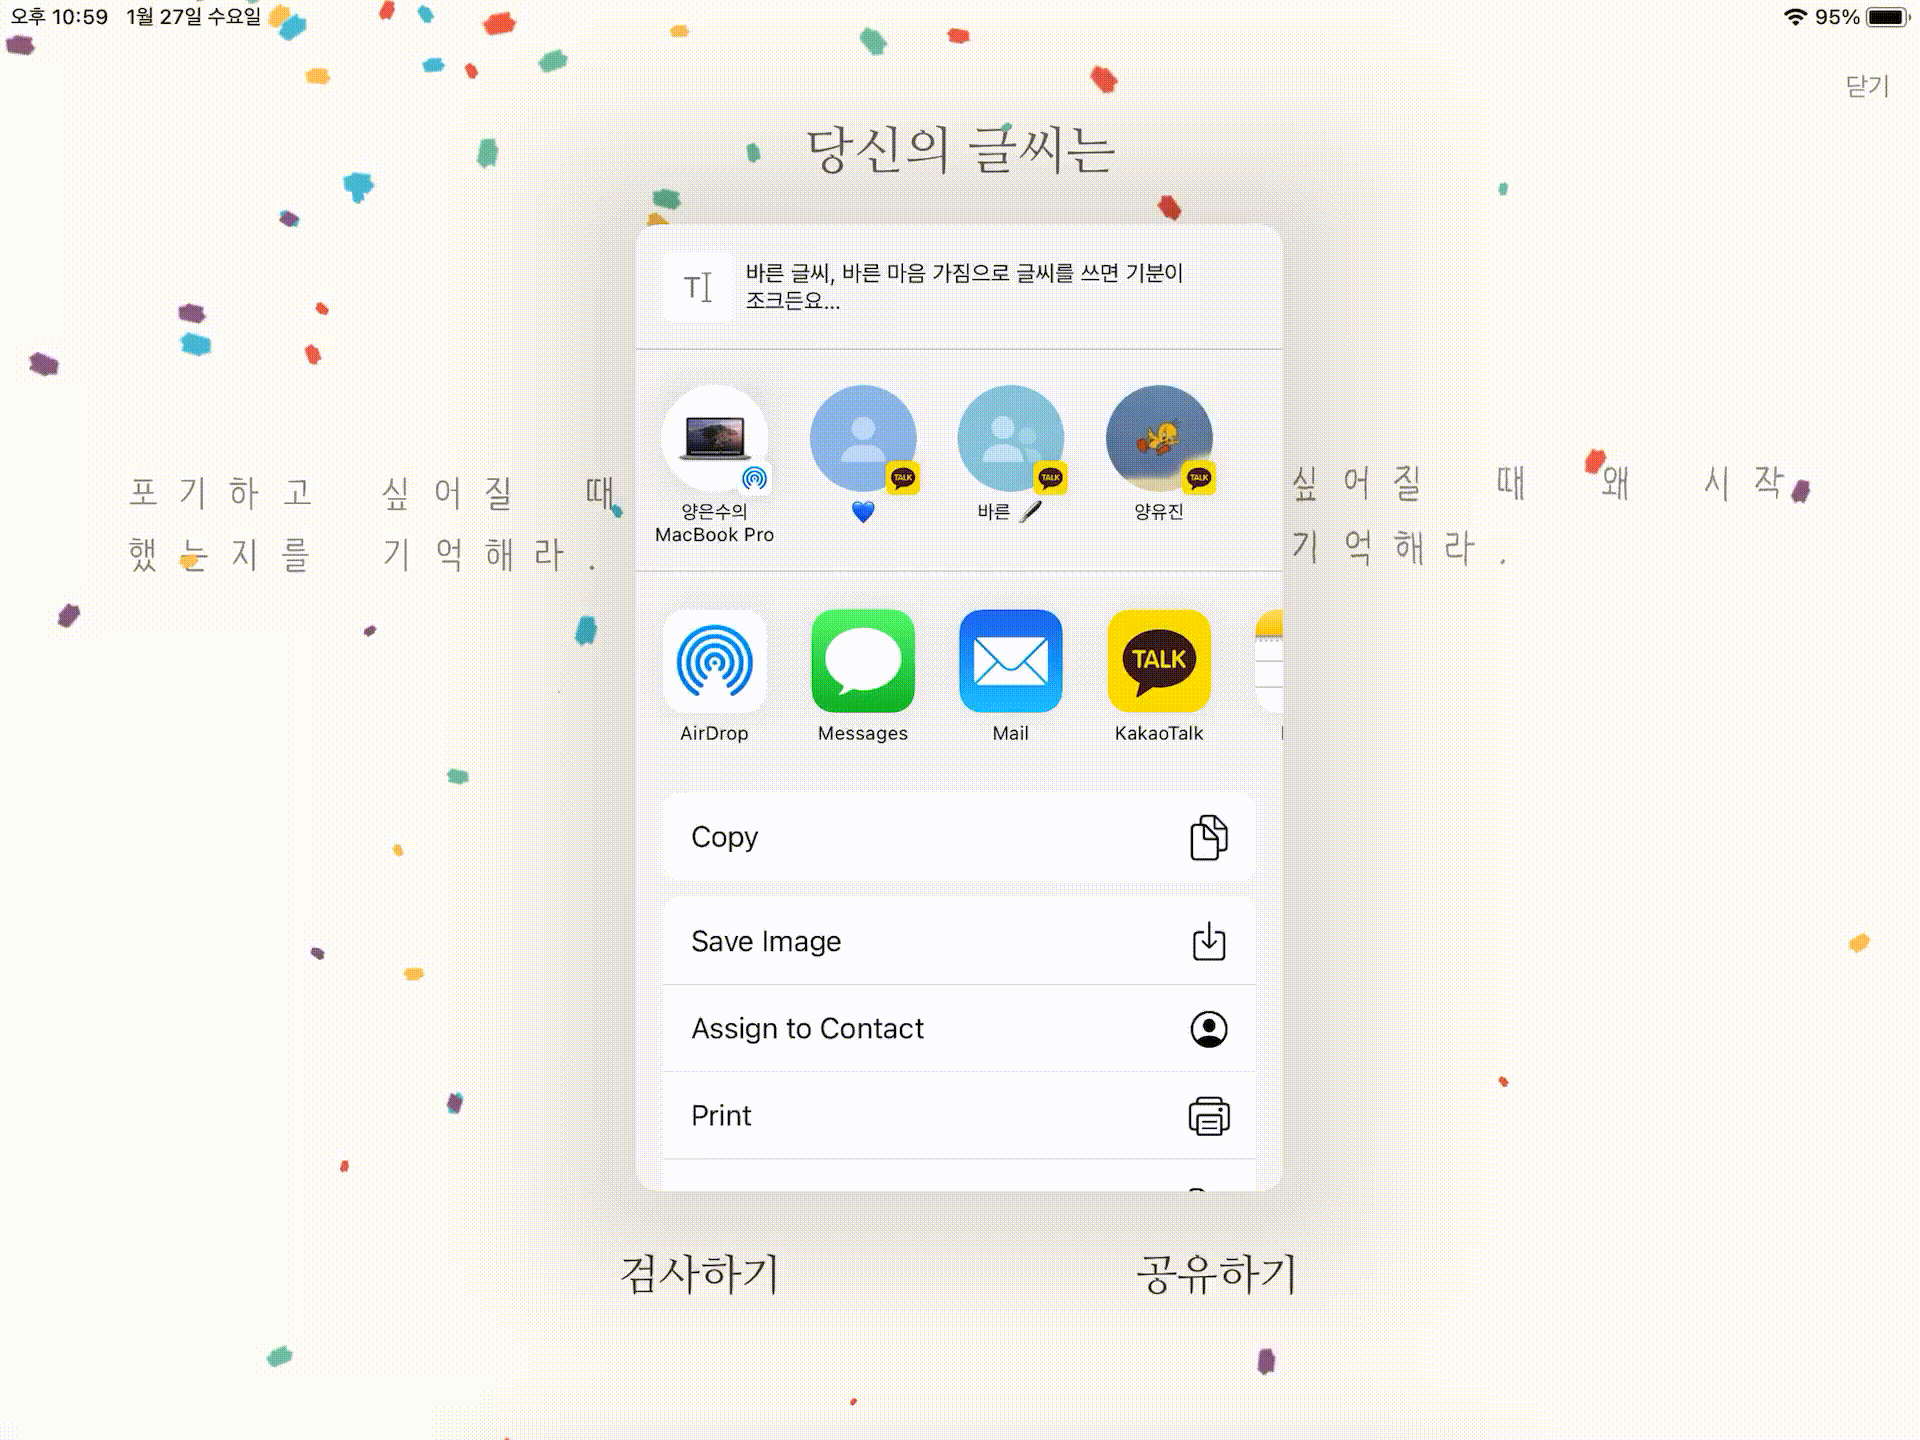 오후 10:59 1월 27일 수요일
95%
닫기
당신의 글씨는
T
바른 글씨, 바른 마음 가짐으로 글씨를 쓰면 기분이
조크든요...
TALK
TALK
TALK
양은수의
MacBook Pro
💙
바른 🖋️
양유진
포기하고 싶어질 때
했는지를 기억해라.
싶어질 때 왜 시작
기억해라.
TALK
AirDrop
Messages
Mail
KakaoTalk
Copy
Save Image
Assign to Contact
Print
검사하기
공유하기